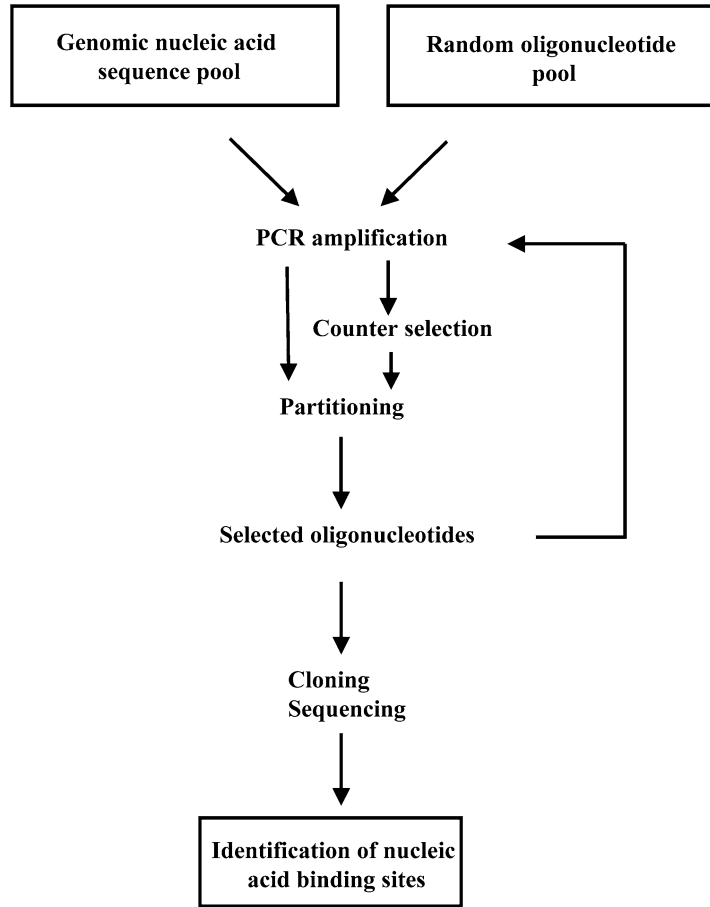 Genomic nucleic acid
sequence pool
Random oligonucleotide
pool
PCR amplification
Counter selection
Partitioning
Selected oligonucleotides
Cloning
Sequencing
Identification of nucleic
acid binding sites